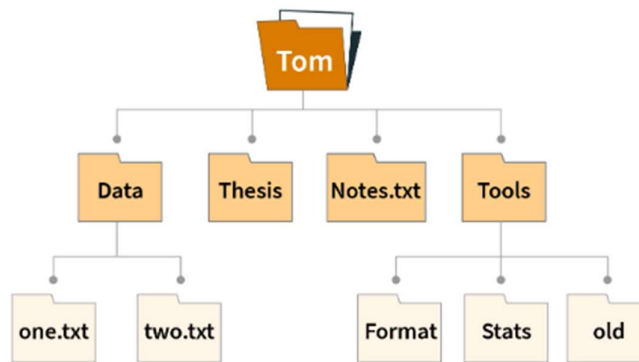 Tom
Data
Thesis
Notes.txt
Tools
one.txt
two.txt
Format
Stats
old